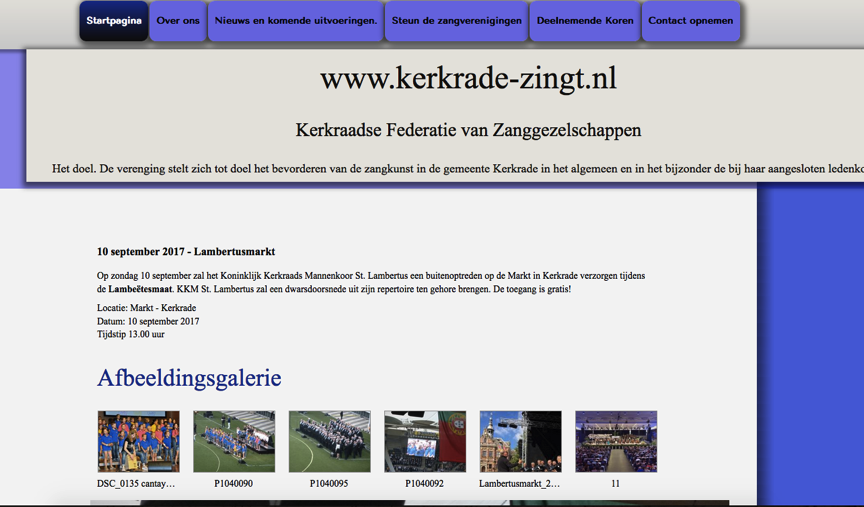 Startpagina Over ons Nieuws en komende uitvoeringen. Steun de zangverenigingen Deelnemende Koren Contact opnemen
www.kerkrade-zingt.nl
Kerkraadse Federatie van Zanggezelschappen
Het doel. De verenging stelt zich tot doel het bevorderen van de zangkunst in de gemeente Kerkrade in het algemeen en in het bijzonder de bij haar aangesloten ledenko
10 september 2017 - Lambertusmarkt
Op zondag 10 september zal het Koninklijk Kerkraads Mannenkoor St. Lambertus een buitenoptreden op de Markt in Kerkrade verzorgen tijdens
de Lambeëtesmaat. KKM St. Lambertus zal een dwarsdoorsnede uit zijn repertoire ten gehore brengen. De toegang is gratis!
Locatie: Markt - Kerkrade
Datum: 10 september 2017
Tijdstip 13.00 uur
Afbeeldingsgalerie
DSC_0135 cantay... P1040090 P1040095 P1040092 Lambertusmarkt_2... 11